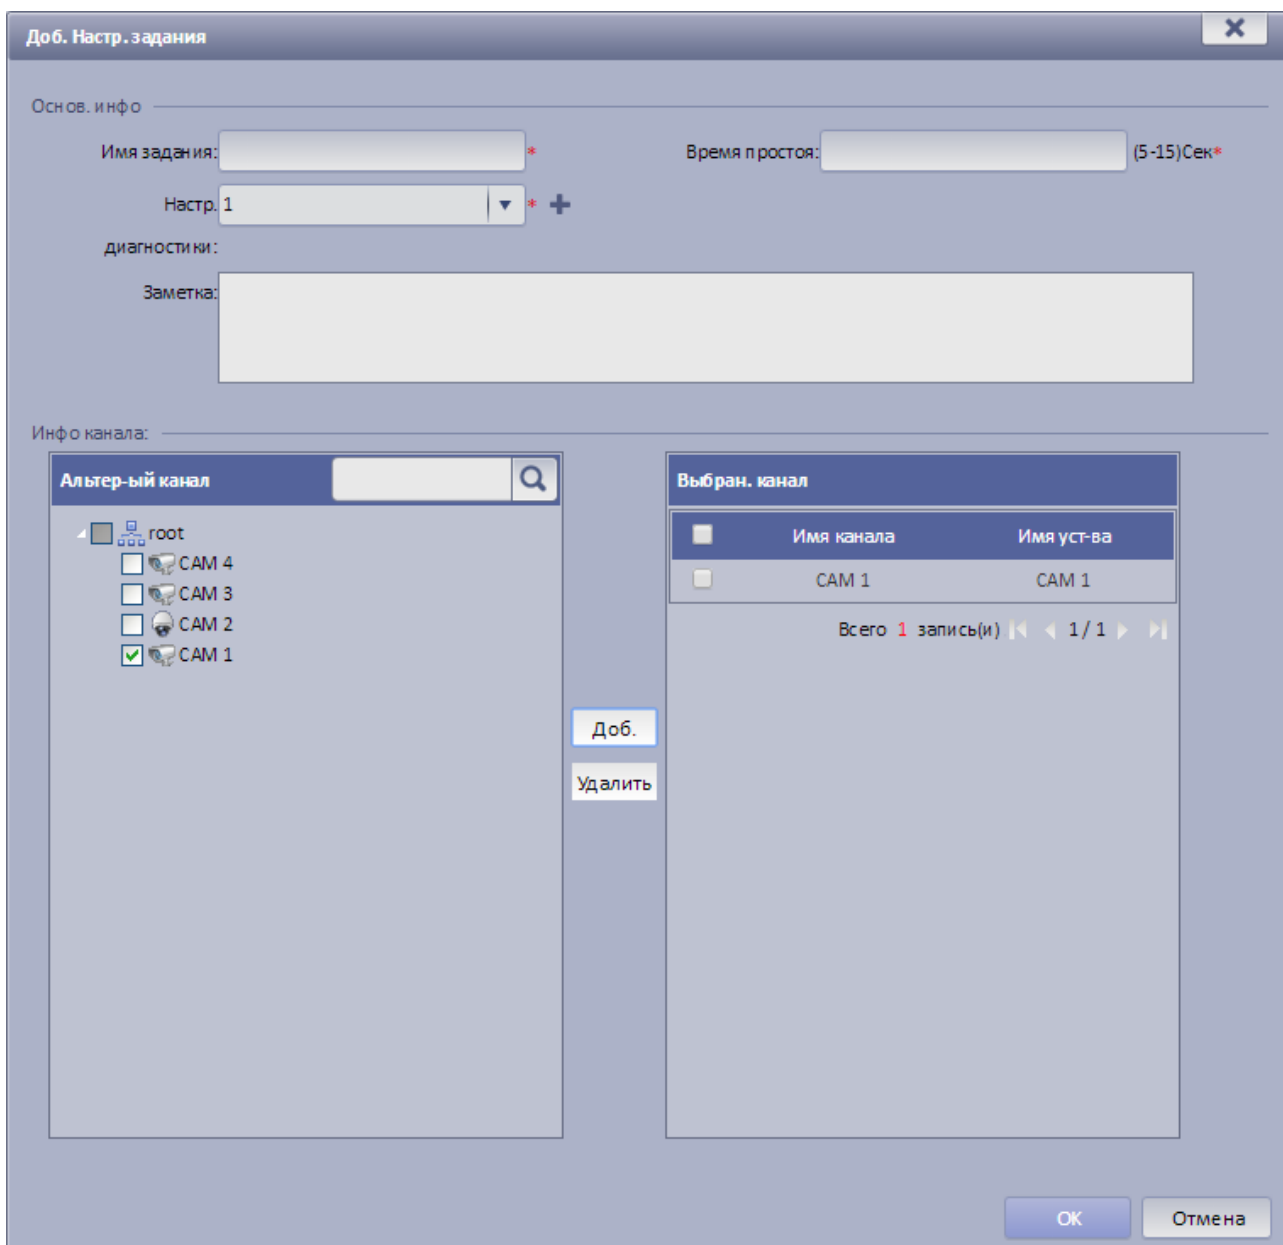 Доб. Настр. задания
Основ. инфо
Имя задания: * Время простоя: (5-15)Сек*
Настр. 1 *
диагностики:
Заметка:
Инфо канала:
Альтер-ый канал Выбран. канал
root Имя канала Имя уст-ва
CAM 4 CAM 1 CAM 1
CAM 3
CAM 2 Всего 1 запись(и) 1 / 1
CAM 1
Доб.
Удалить
OK Отмена